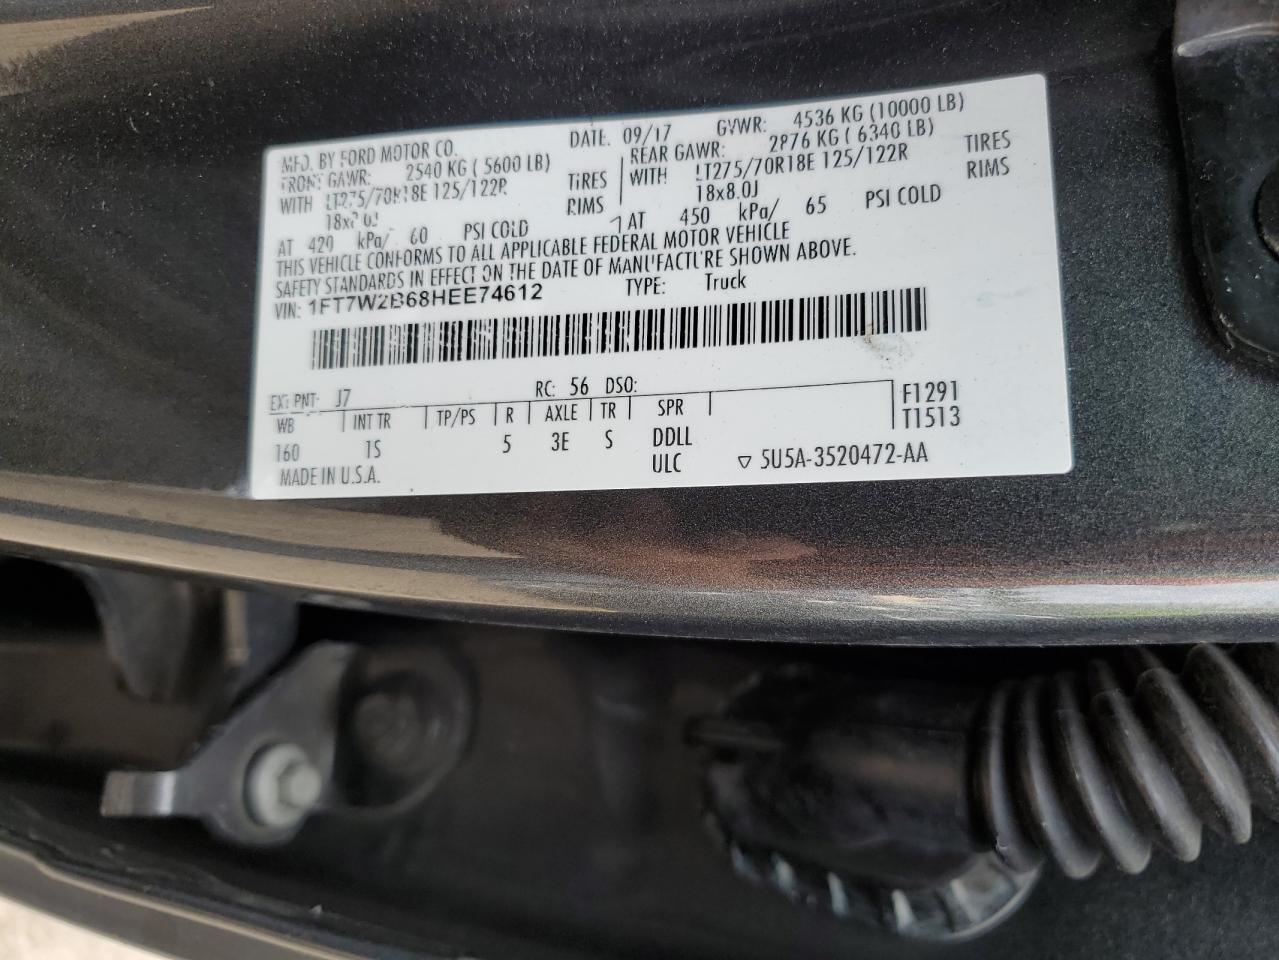 MFD. BY FORD MOTOR CO. DATE: 09/17 GVWR: 4536 KG (10000 LB)
FRONT GAWR: 2540 KG ( 5600 LB) REAR GAWR: 2876 KG ( 6340 LB)
WITH LT275/70R18E 125/122R TIRES WITH LT275/70R18E 125/122R TIRES
18x8.0J RIMS 18x8.0J RIMS
AT 420 kPa/ 60 PSI COLD AT 450 kPa/ 65 PSI COLD
THIS VEHICLE CONFORMS TO ALL APPLICABLE FEDERAL MOTOR VEHICLE
SAFETY STANDARDS IN EFFECT ON THE DATE OF MANUFACTURE SHOWN ABOVE.
VIN: 1FT7W2B68HEE74612 TYPE: Truck
EXT PNT: J7 RC: 56 DSO:
WB INT TR TP/PS R AXLE TR SPR F1291
160 1S 5 3E S DDLL T1513
MADE IN U.S.A. ULC ▽ 5U5A-3520472-AA